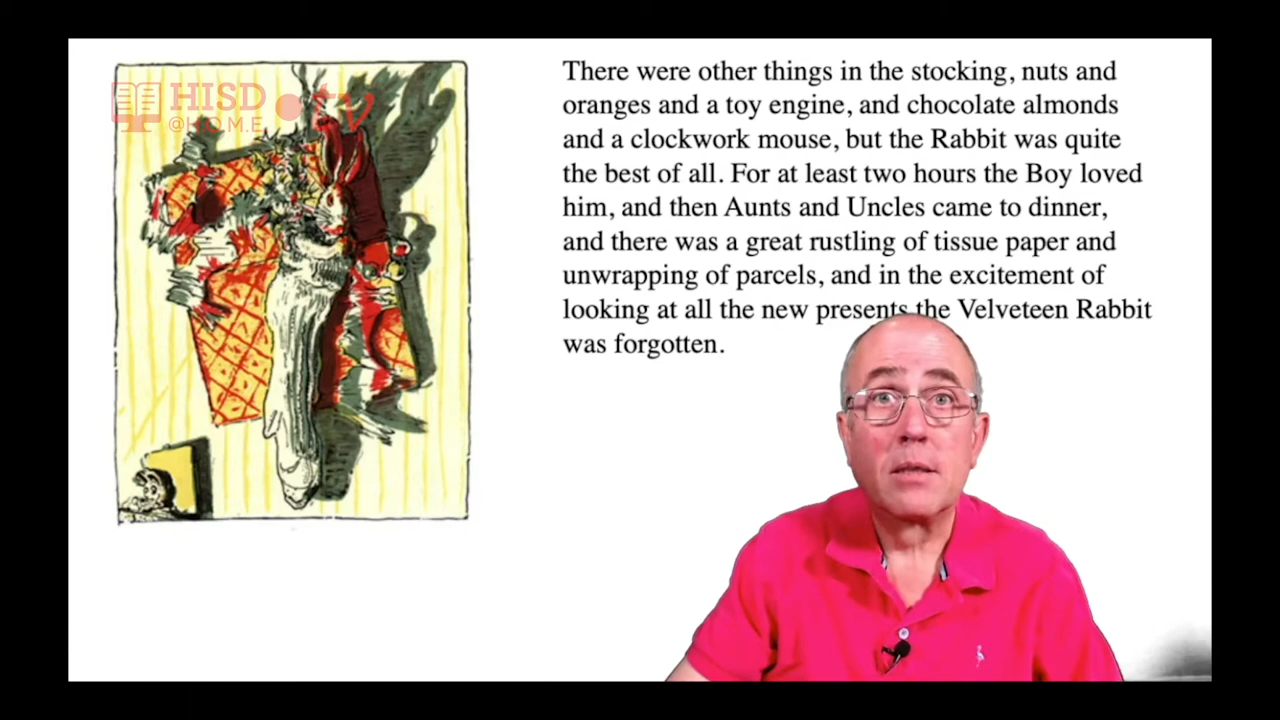 HISD
@H.O.M.E.
tv
There were other things in the stocking, nuts and
oranges and a toy engine, and chocolate almonds
and a clockwork mouse, but the Rabbit was quite
the best of all. For at least two hours the Boy loved
him, and then Aunts and Uncles came to dinner,
and there was a great rustling of tissue paper and
unwrapping of parcels, and in the excitement of
looking at all the new presents the Velveteen Rabbit
was forgotten.